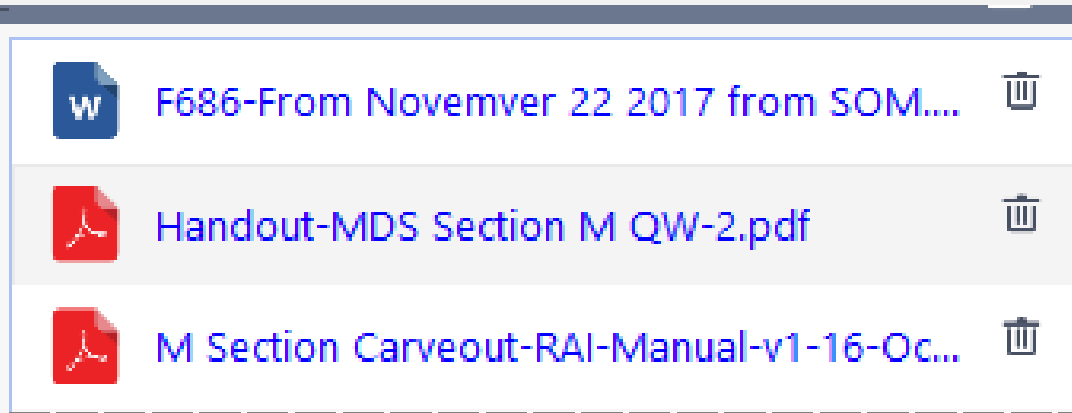 W
F686-From Novemver 22 2017 from SOM....
Handout-MDS Section M QW-2.pdf
M Section Carveout-RAI-Manual-v1-16-Oc...